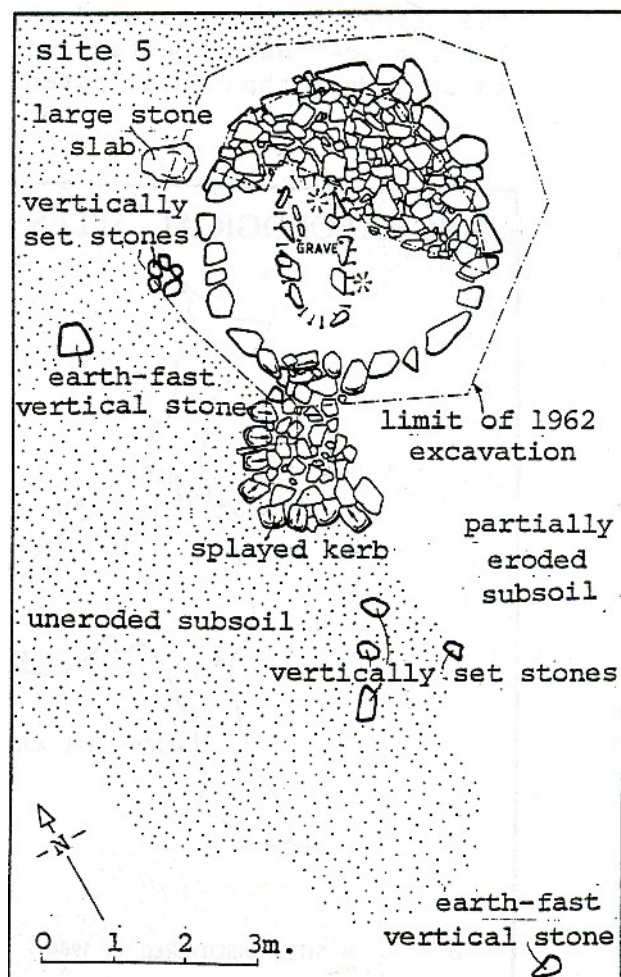 site 5
large stone
slab
vertically
set stones
GRAVE
earth-fast
vertical stone
limit of 1962
excavation
splayed kerb
partially
eroded
subsoil
uneroded subsoil
vertically set stones
N
0 1 2 3m.
earth-fast
vertical stone